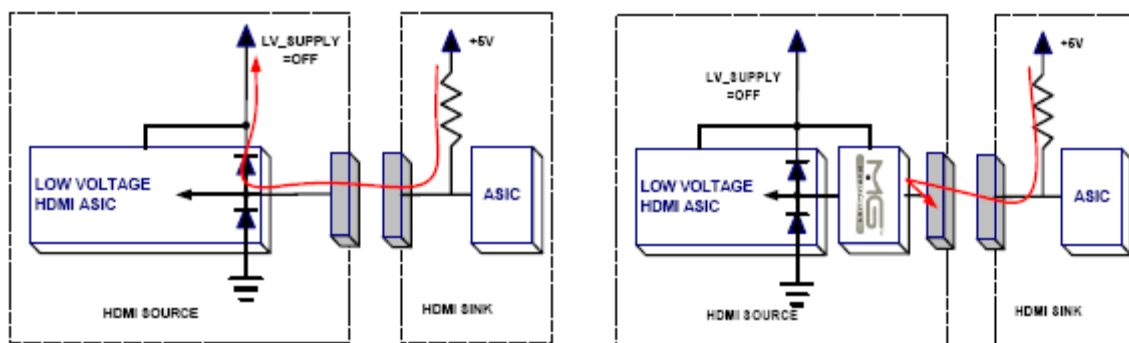 LV_SUPPLY
=OFF
+5V
LOW VOLTAGE
HDMI ASIC
ASIC
HDMI SOURCE
HDMI SINK
LV_SUPPLY
=OFF
+5V
LOW VOLTAGE
HDMI ASIC
MG
ASIC
HDMI SOURCE
HDMI SINK